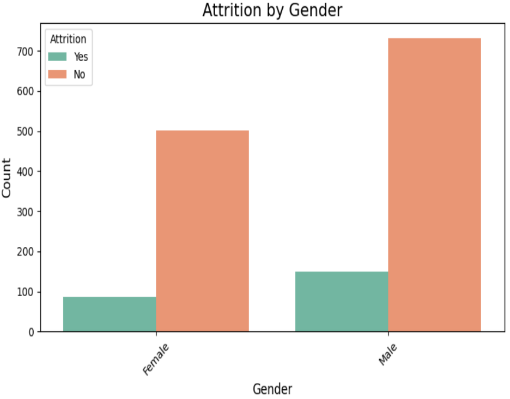 Attrition by Gender
Attrition
Yes
No
700
600
500
400
300
200
100
0
Count
Female
Male
Gender